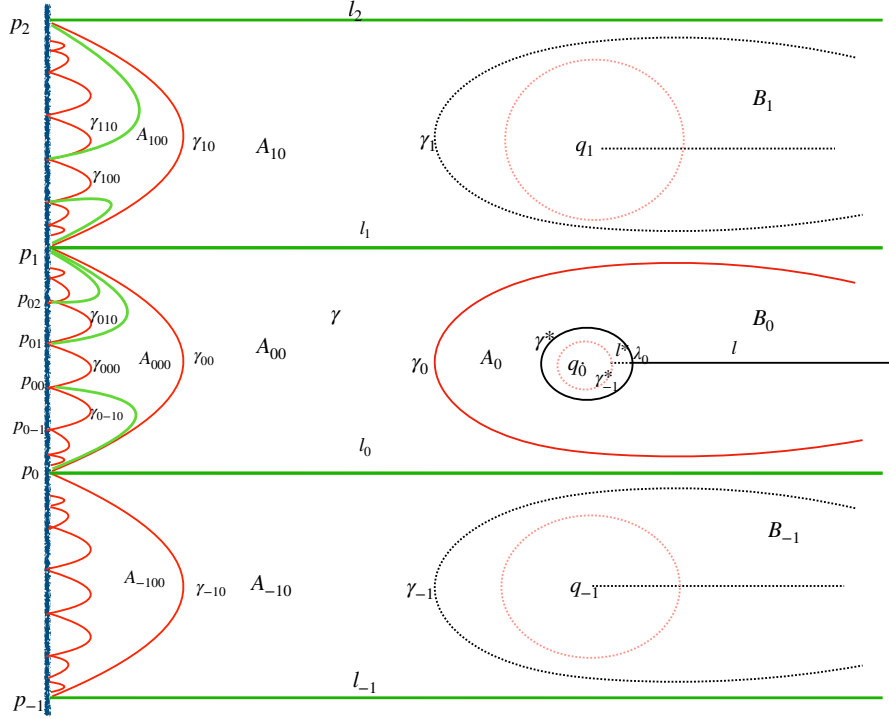 p₂ l₂
B₁
γ₁₁₀ A₁₀₀ γ₁₀ A₁₀ γ₁ q₁
γ₁₀₀
p₁ l₁
p₀₂ γ₀₁₀ γ B₀
p₀₁ γ₀₀₀ A₀₀₀ γ₀₀ A₀₀ γ₀ A₀ γ* q₀ l* λ₀ l
p₀₀ γ*₋₁
p₀₋₁ γ₀₋₁₀
p₀ l₀
B₋₁
A₋₁₀₀ γ₋₁₀ A₋₁₀ γ₋₁ q₋₁
p₋₁ l₋₁